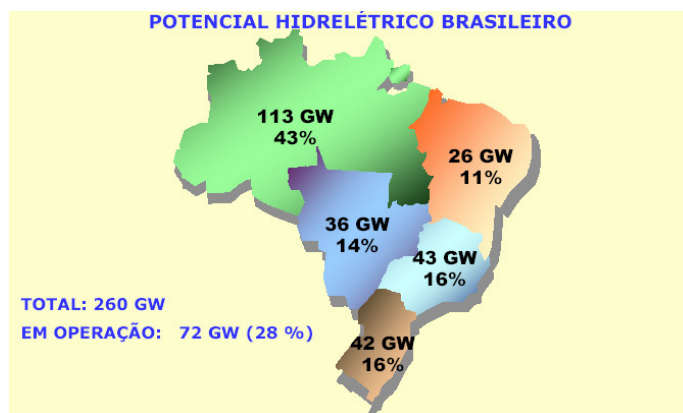 POTENCIAL HIDRELÉTRICO BRASILEIRO
113 GW
43%
26 GW
11%
36 GW
14%
43 GW
16%
TOTAL: 260 GW
EM OPERAÇÃO: 72 GW (28 %)
42 GW
16%